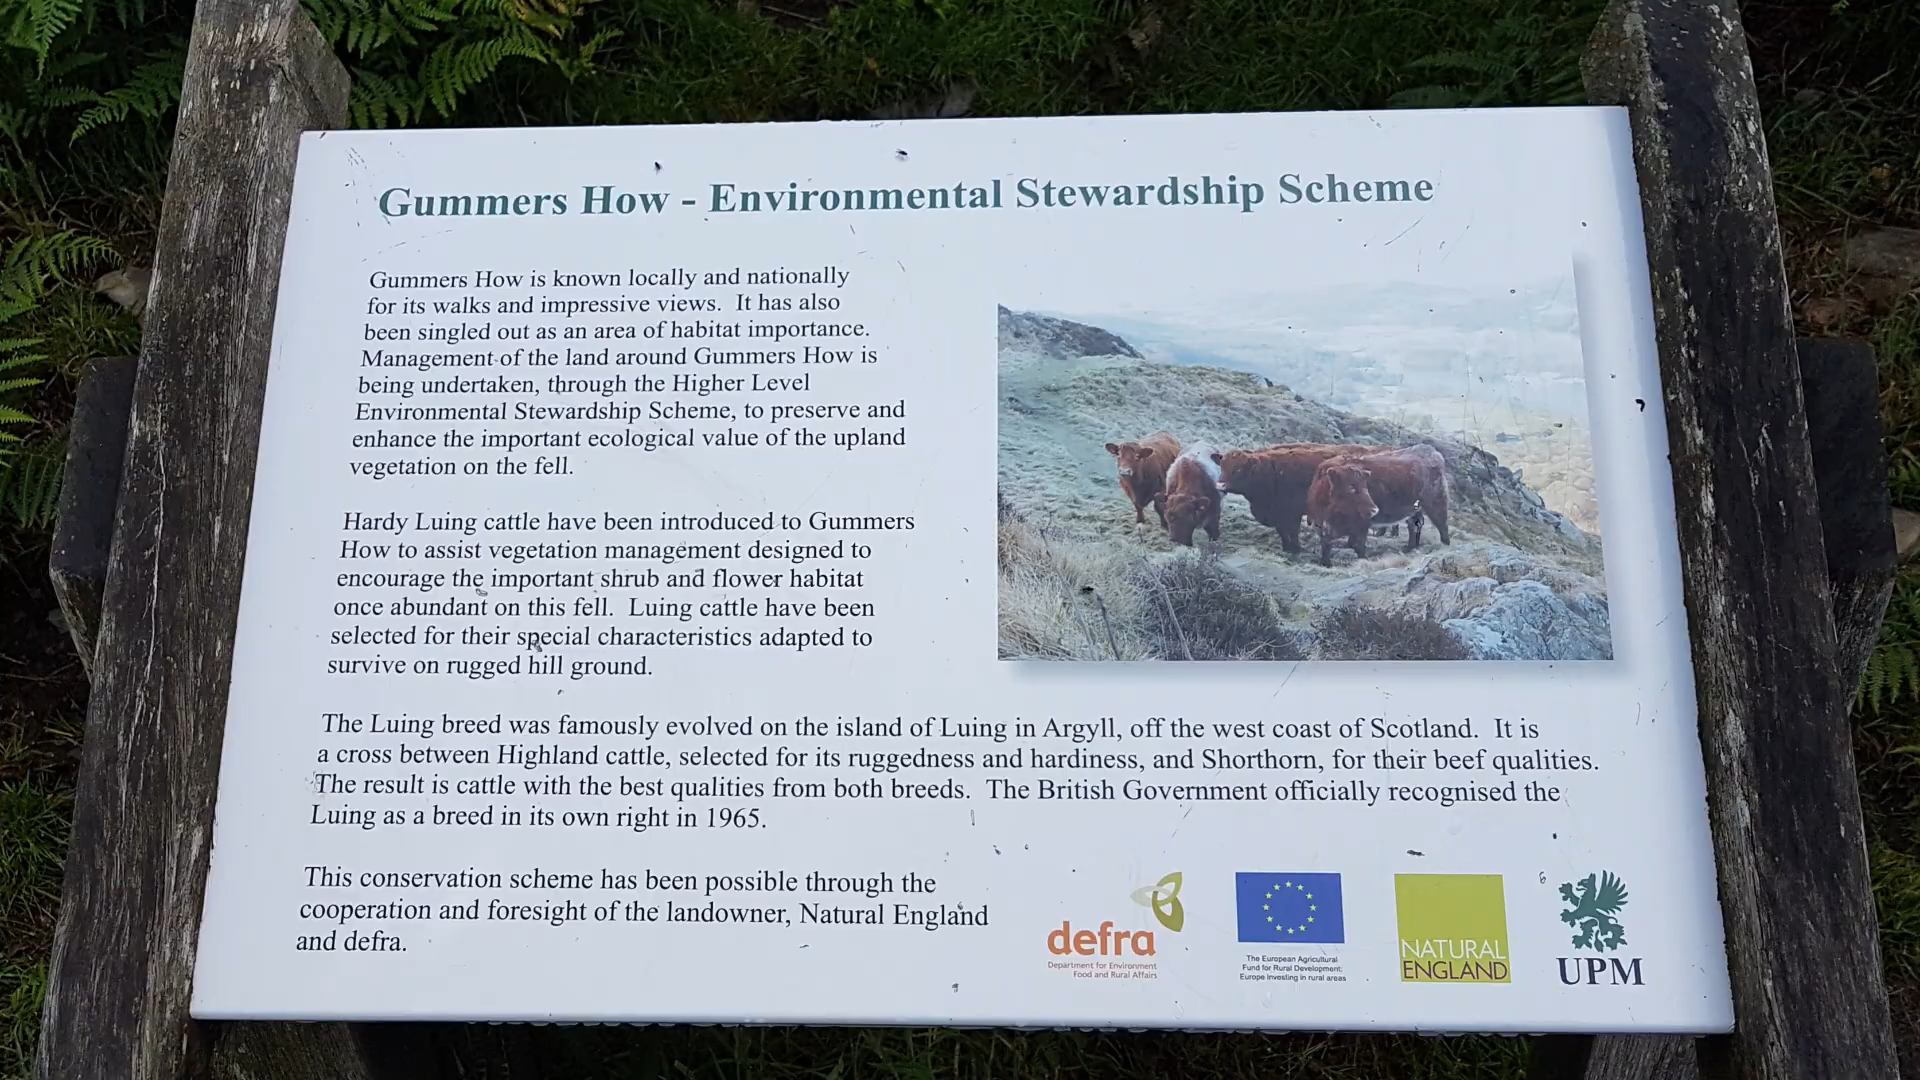 Gummers How - Environmental Stewardship Scheme
Gummers How is known locally and nationally
for its walks and impressive views. It has also
been singled out as an area of habitat importance.
Management of the land around Gummers How is
being undertaken, through the Higher Level
Environmental Stewardship Scheme, to preserve and
enhance the important ecological value of the upland
vegetation on the fell.
Hardy Luing cattle have been introduced to Gummers
How to assist vegetation management designed to
encourage the important shrub and flower habitat
once abundant on this fell. Luing cattle have been
selected for their special characteristics adapted to
survive on rugged hill ground.
The Luing breed was famously evolved on the island of Luing in Argyll, off the west coast of Scotland. It is
a cross between Highland cattle, selected for its ruggedness and hardiness, and Shorthorn, for their beef qualities.
The result is cattle with the best qualities from both breeds. The British Government officially recognised the
Luing as a breed in its own right in 1965.
This conservation scheme has been possible through the
cooperation and foresight of the landowner, Natural England
and defra.
defra
Department for Environment
Food and Rural Affairs
The European Agricultural
Fund for Rural Development:
Europe investing in rural areas
NATURAL
ENGLAND
UPM